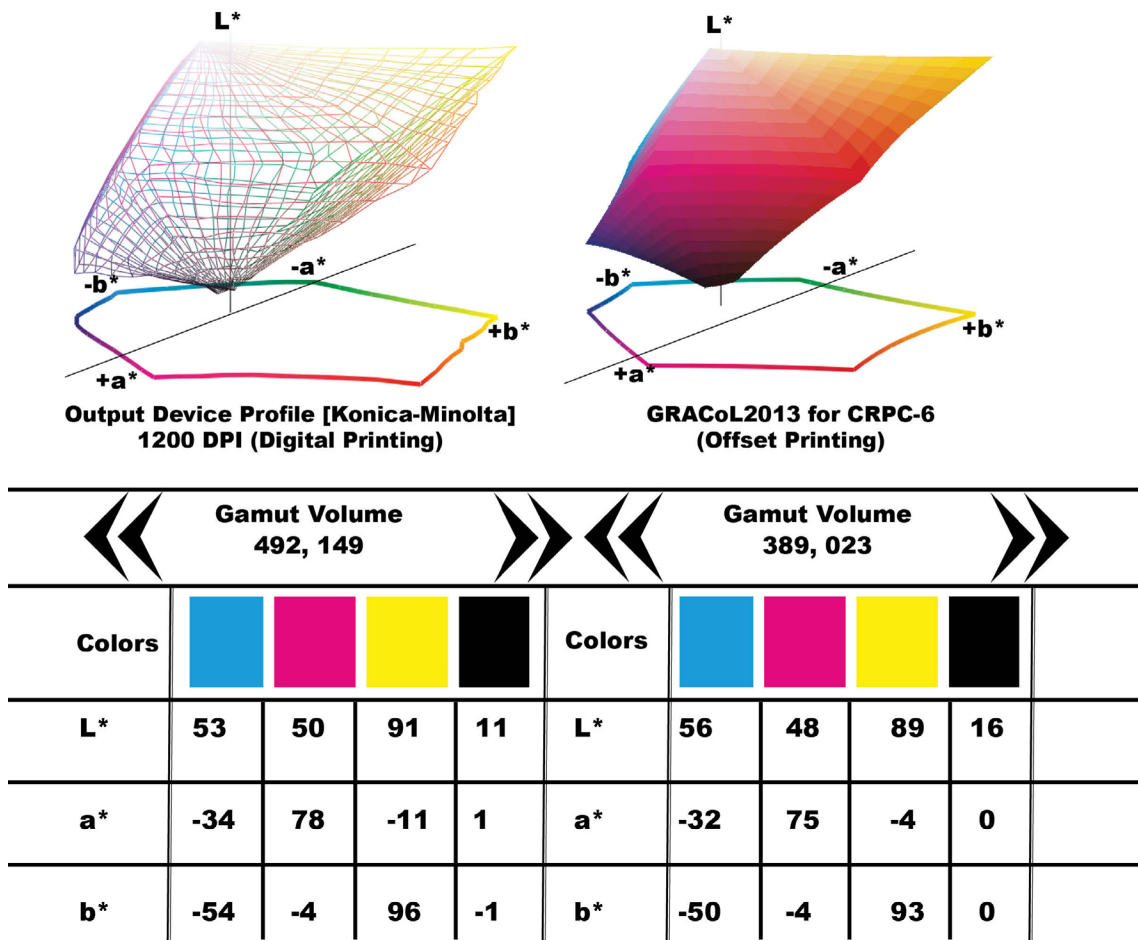 L*
L*
-a*
-b*
+b*
+a*
-a*
-b*
+b*
+a*
Output Device Profile [Konica-Minolta]
1200 DPI (Digital Printing)
GRACoL2013 for CRPC-6
(Offset Printing)
Gamut Volume
492, 149
Gamut Volume
389, 023
Colors
Colors
L* 53 50 91 11 L* 56 48 89 16
a* -34 78 -11 1 a* -32 75 -4 0
b* -54 -4 96 -1 b* -50 -4 93 0